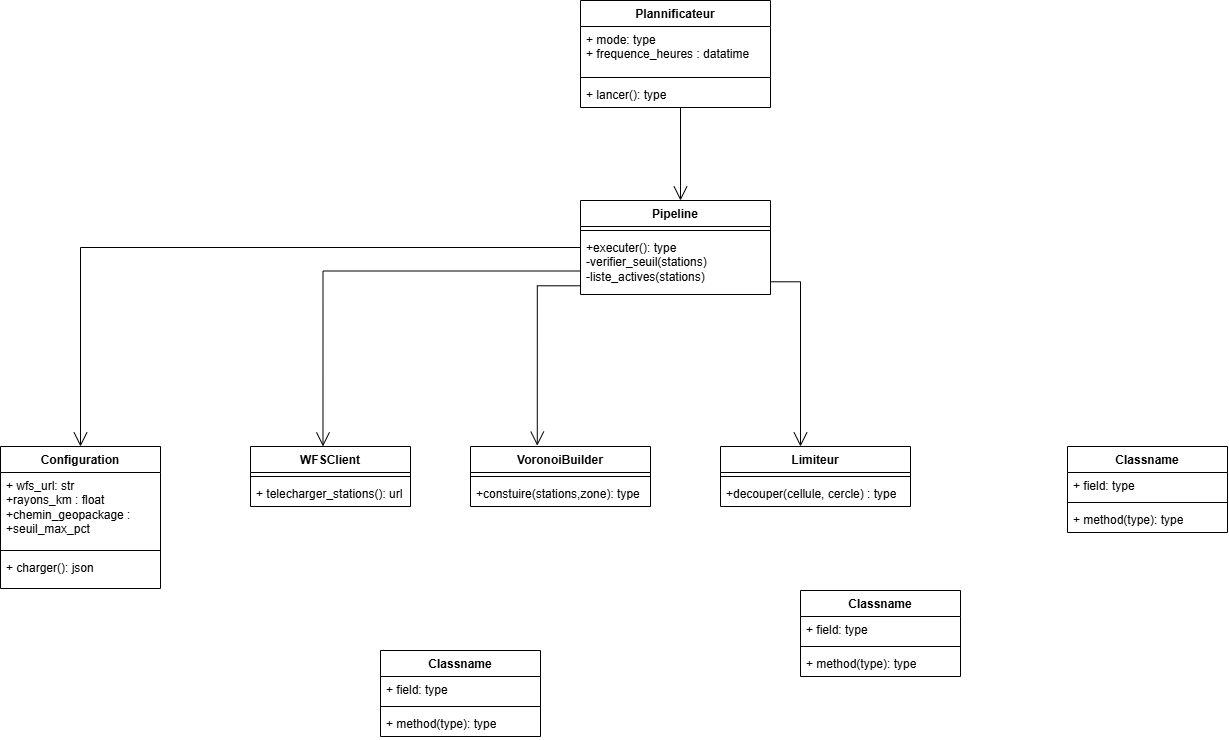 Plannificateur
+ mode: type
+ frequence_heures : datatime
+ lancer(): type
Pipeline
+executer(): type
-verifier_seuil(stations)
-liste_actives(stations)
Configuration
+ wfs_url: str
+rayons_km : float
+chemin_geopackage :
+seuil_max_pct
+ charger(): json
WFSClient
+ telecharger_stations(): url
VoronoiBuilder
+constuire(stations,zone): type
Limiteur
+decouper(cellule, cercle) : type
Classname
+ field: type
+ method(type): type
Classname
+ field: type
+ method(type): type
Classname
+ field: type
+ method(type): type